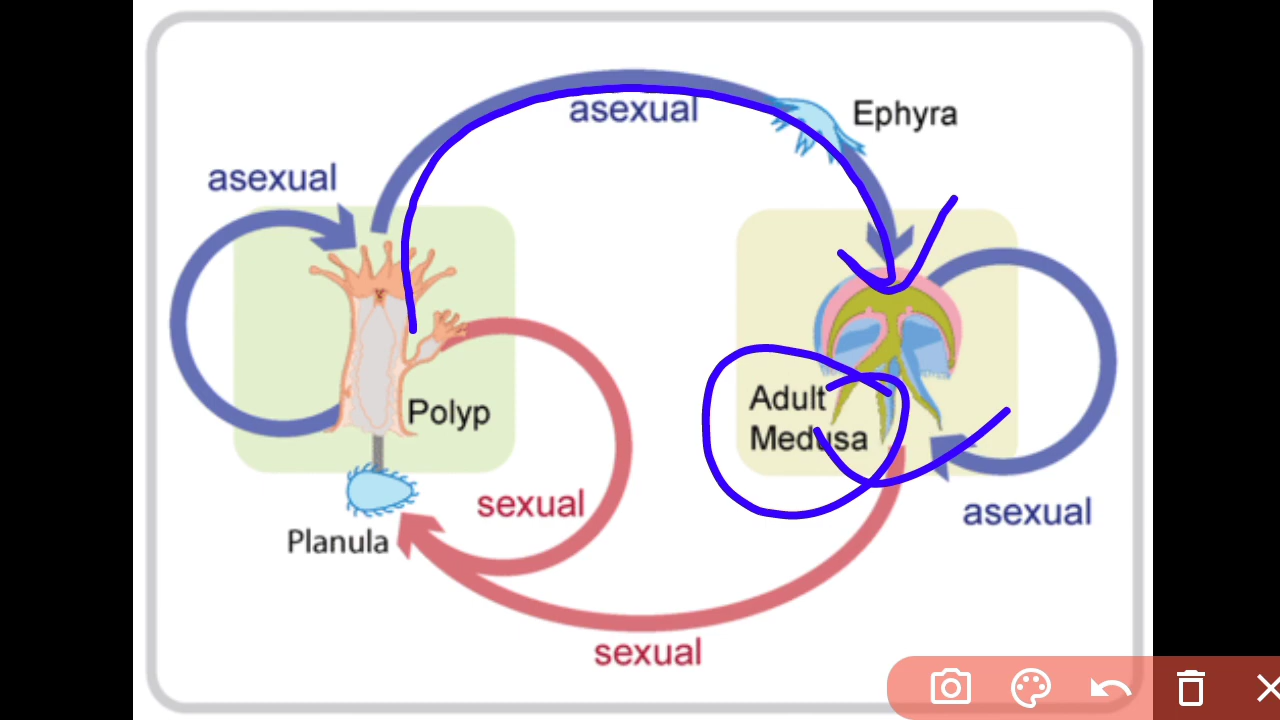 asexual
Ephyra
asexual
Adult
Medusa
Polyp
sexual
asexual
Planula
sexual